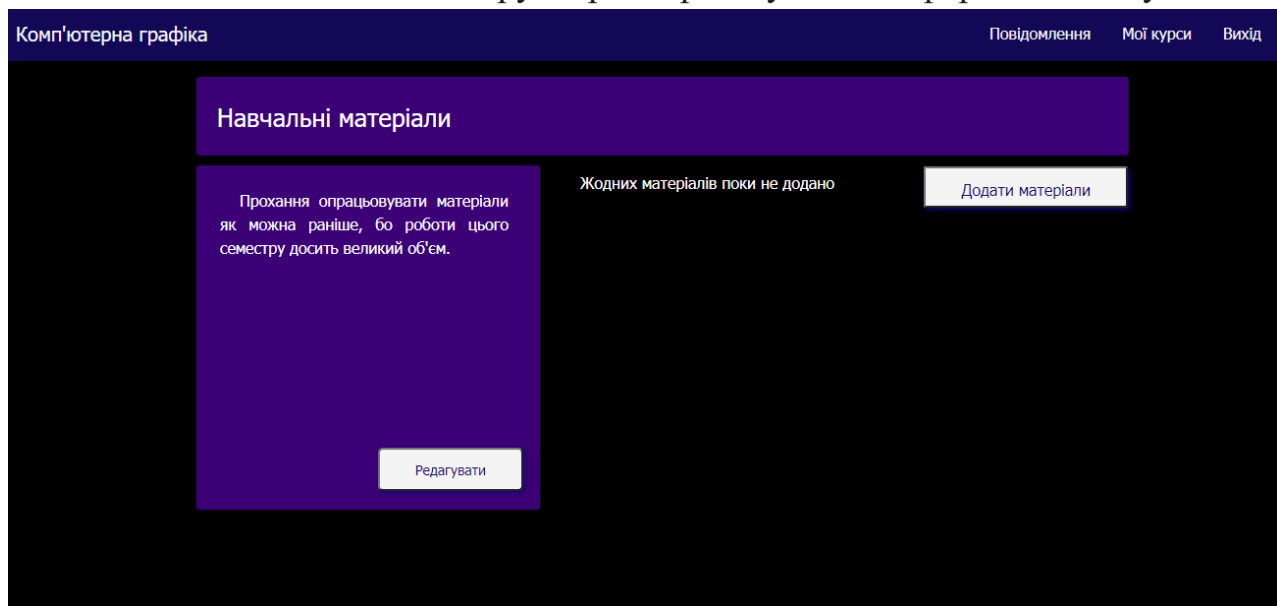 Комп'ютерна графіка
Повідомлення Мої курси Вихід
Навчальні матеріали
Прохання опрацьовувати матеріали
як можна раніше, бо роботи цього
семестру досить великий об'єм.
Редагувати
Жодних матеріалів поки не додано
Додати матеріали